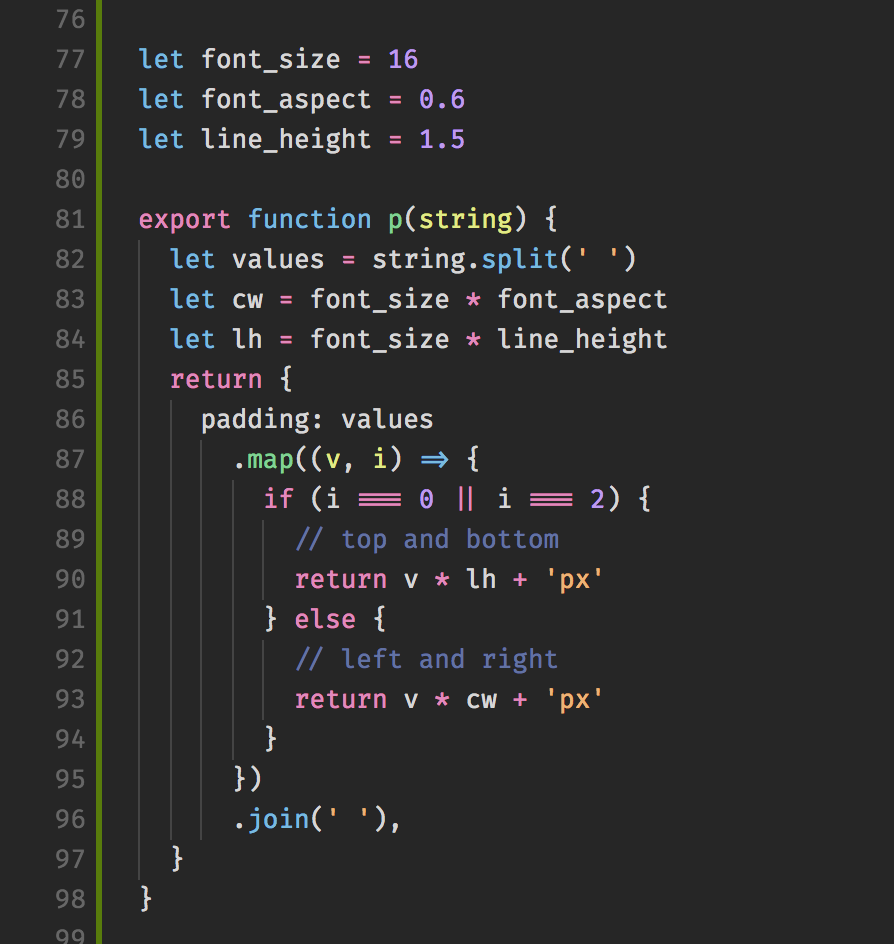 76
77 let font_size = 16
78 let font_aspect = 0.6
79 let line_height = 1.5
80
81 export function p(string) {
82   let values = string.split(' ')
83   let cw = font_size * font_aspect
84   let lh = font_size * line_height
85   return {
86     padding: values
87       .map((v, i) => {
88         if (i === 0 || i === 2) {
89           // top and bottom
90           return v * lh + 'px'
91         } else {
92           // left and right
93           return v * cw + 'px'
94         }
95       })
96       .join(' '),
97   }
98 }
99